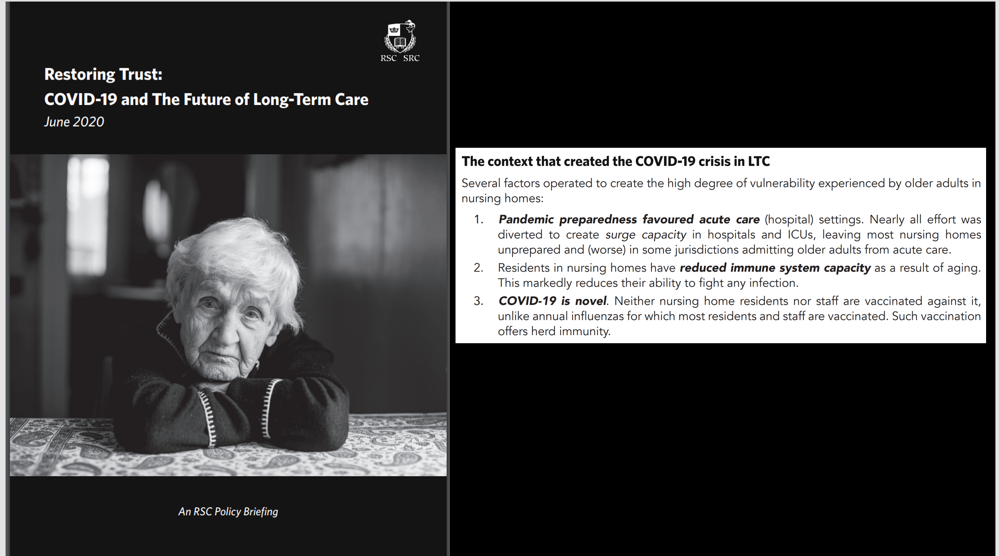 RSC SRC
Restoring Trust:
COVID-19 and The Future of Long-Term Care
June 2020
An RSC Policy Briefing
The context that created the COVID-19 crisis in LTC
Several factors operated to create the high degree of vulnerability experienced by older adults in
nursing homes:
1. Pandemic preparedness favoured acute care (hospital) settings. Nearly all effort was
diverted to create surge capacity in hospitals and ICUs, leaving most nursing homes
unprepared and (worse) in some jurisdictions admitting older adults from acute care.
2. Residents in nursing homes have reduced immune system capacity as a result of aging.
This markedly reduces their ability to fight any infection.
3. COVID-19 is novel. Neither nursing home residents nor staff are vaccinated against it,
unlike annual influenzas for which most residents and staff are vaccinated. Such vaccination
offers herd immunity.